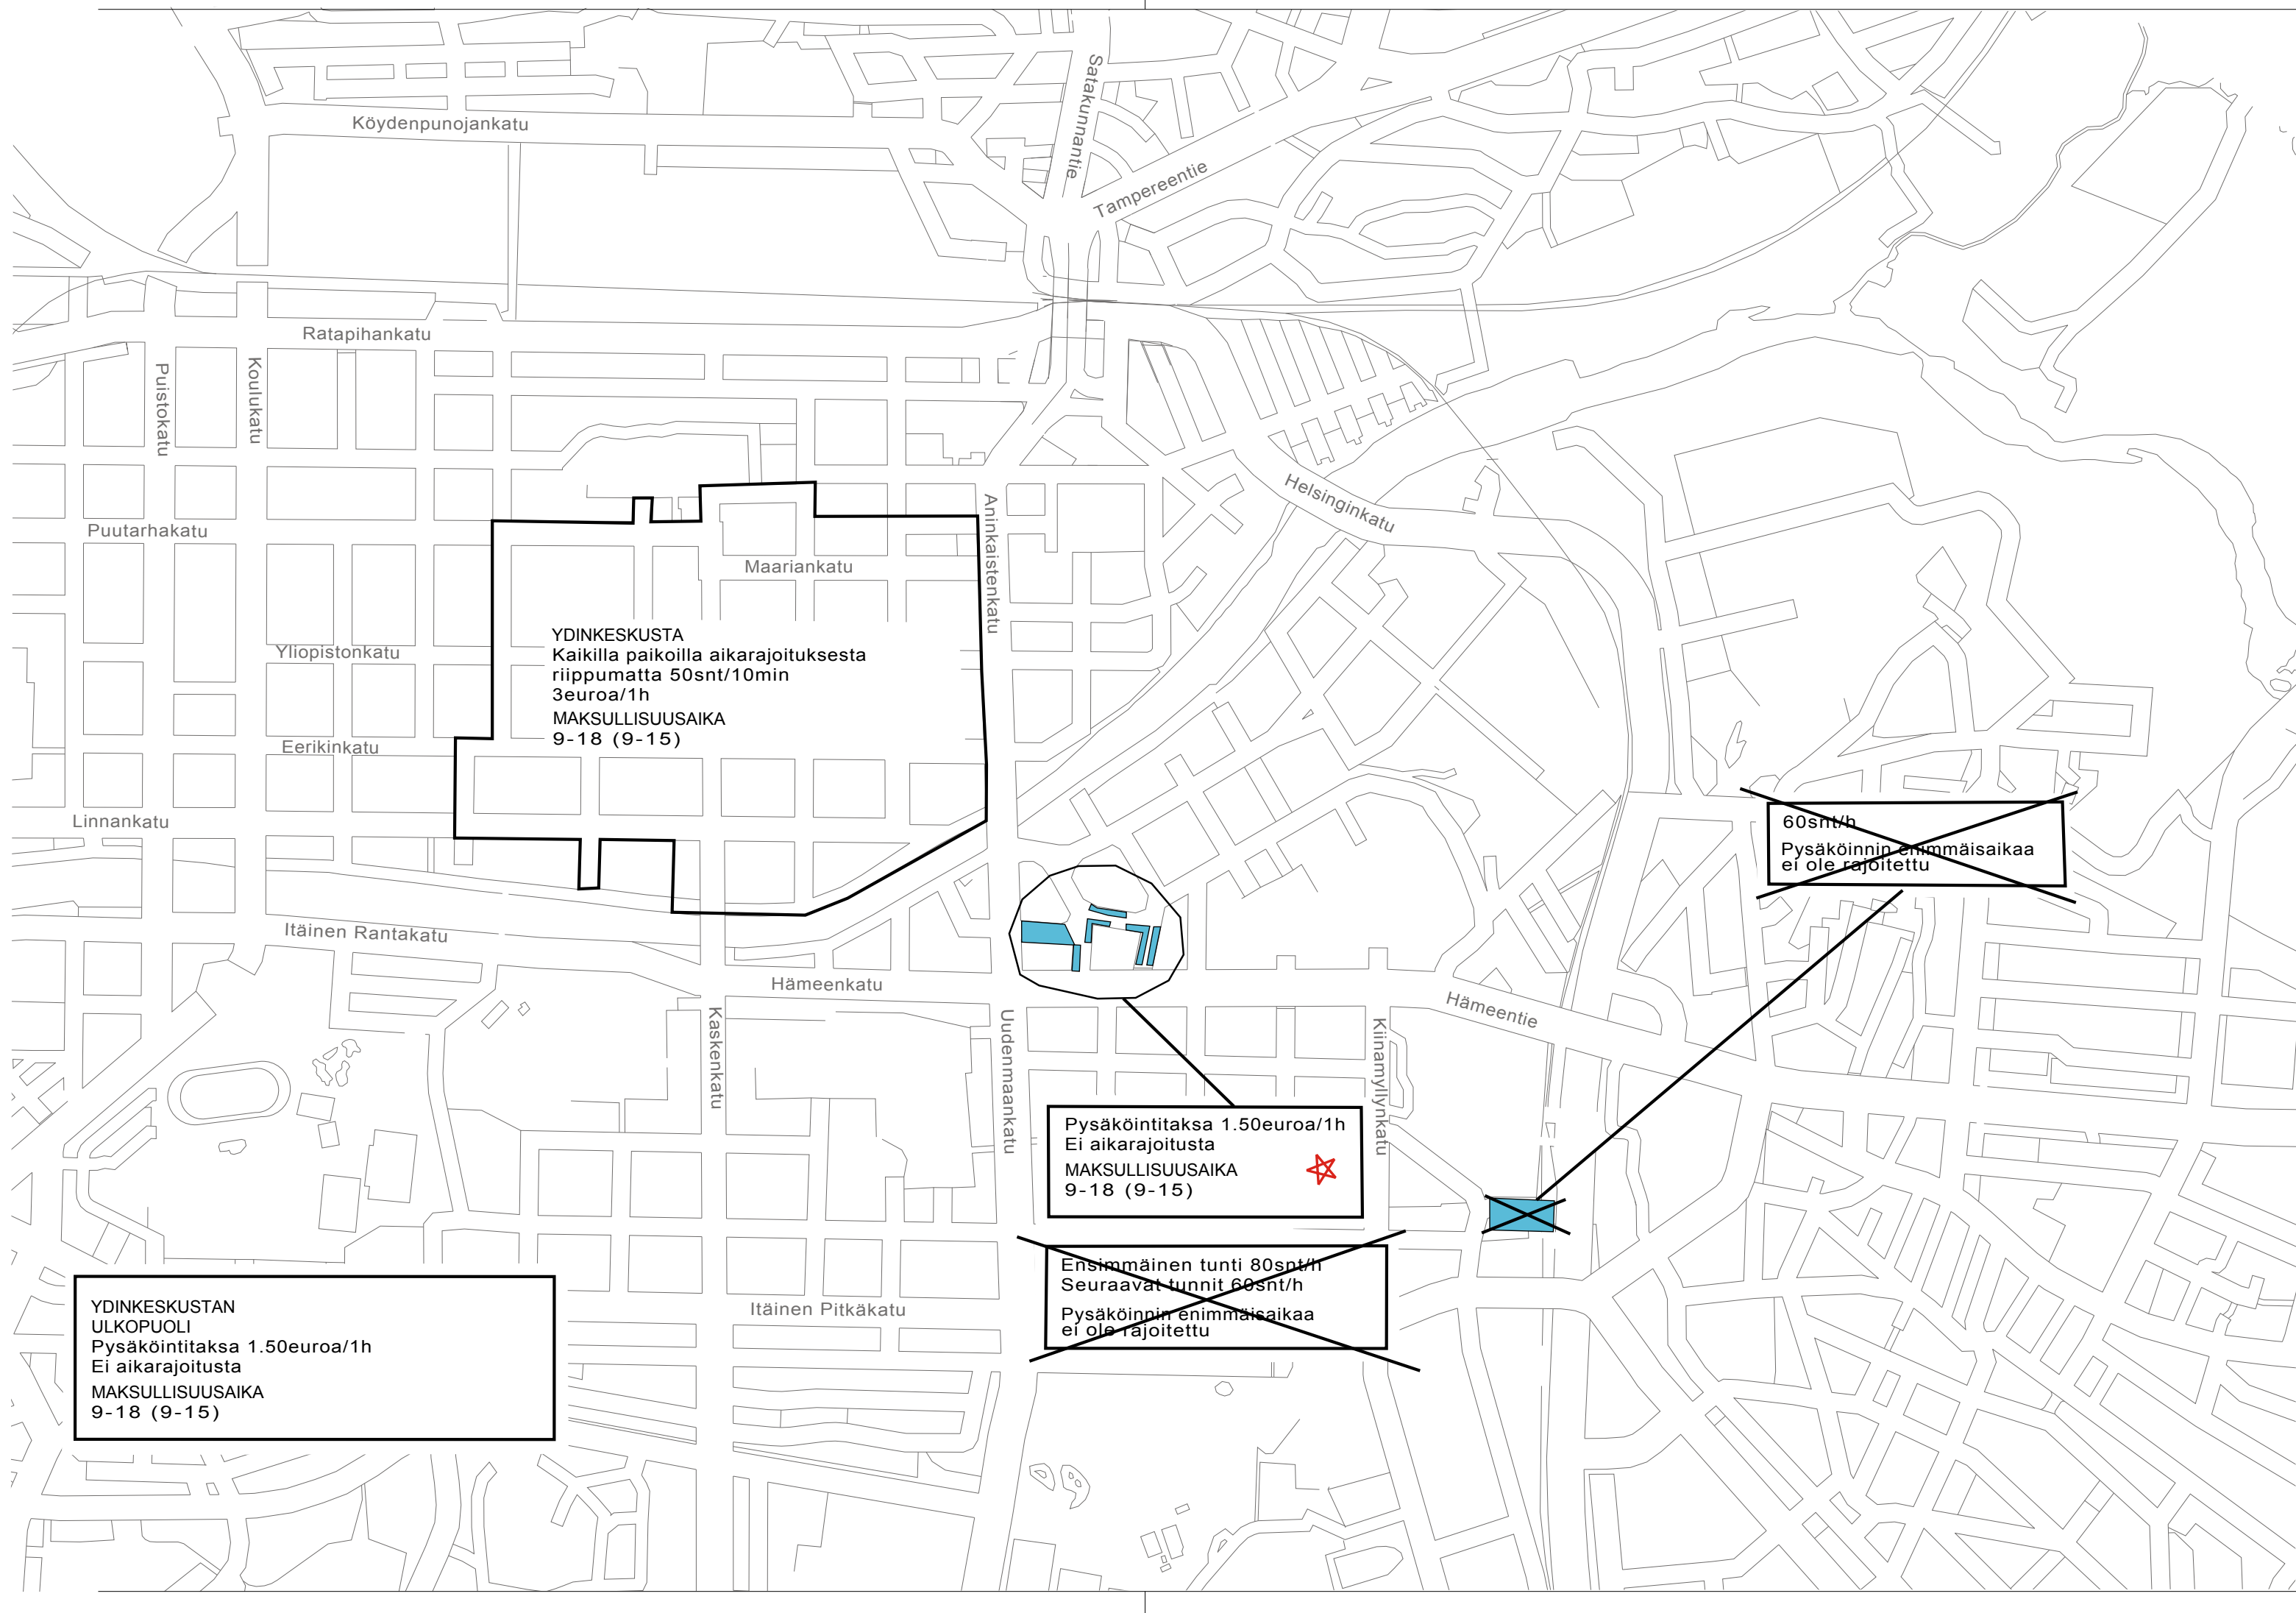 Satakunnantie
Köydenpunojankatu
Tampereentie
Ratapihankatu
Puistokatu
Koulukatu
Helsinginkatu
Aninkaistenkatu
Puutarhakatu
Maariankatu
YDINKESKUSTA
Kaikilla paikoilla aikarajoituksesta
riippumatta 50snt/10min
3euroa/1h
MAKSULLISUUSAIKA
9-18 (9-15)
Yliopistonkatu
Eerikinkatu
Linnankatu
60snt/h
Pysäköinnin enimmäisaikaa
ei ole rajoitettu
Itäinen Rantakatu
Hämeenkatu
Hämeentie
Kaskenkatu
Uudenmaankatu
Kiinamyllynkatu
Pysäköintitaksa 1.50euroa/1h
Ei aikarajoitusta
MAKSULLISUUSAIKA
9-18 (9-15)
Ensimmäinen tunti 80snt/h
Seuraavat tunnit 60snt/h
Pysäköinnin enimmäisaikaa
ei ole rajoitettu
Itäinen Pitkäkatu
YDINKESKUSTAN
ULKOPUOLI
Pysäköintitaksa 1.50euroa/1h
Ei aikarajoitusta
MAKSULLISUUSAIKA
9-18 (9-15)